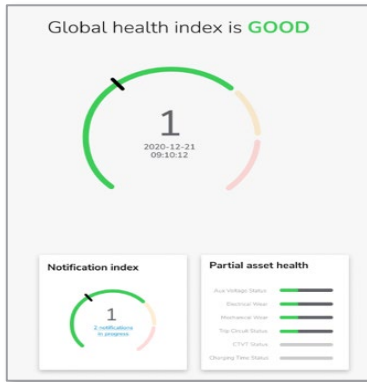 Global health index is GOOD
1
2020-12-21
09:10:12
Notification index
1
2 notifications
in progress
Partial asset health
Aux Voltage Status
Electrical Wear
Mechanical Wear
Trip Circuit Status
CTVT Status
Charging Time Status